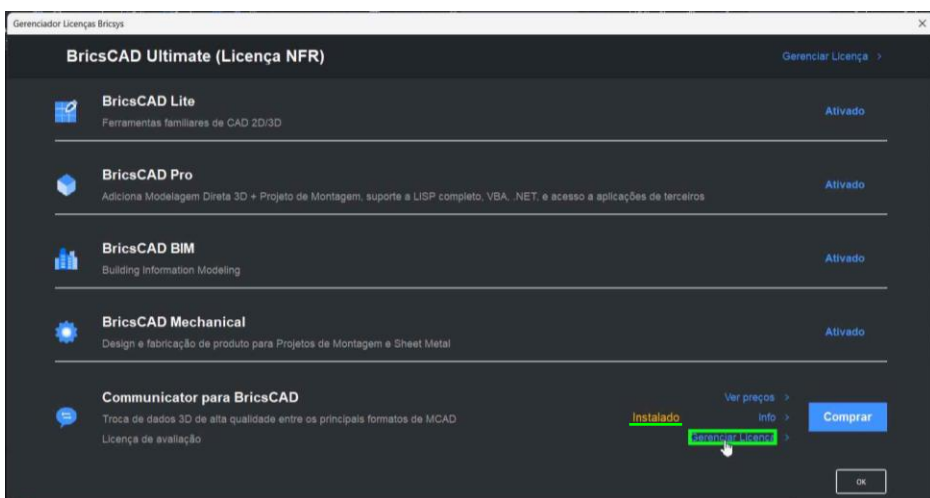 Gerenciador Licenças Bricsys
BricsCAD Ultimate (Licença NFR)
Gerenciar Licença >
BricsCAD Lite
Ferramentas familiares de CAD 2D/3D
Ativado
BricsCAD Pro
Adiciona Modelagem Direta 3D + Projeto de Montagem, suporte a LISP completo, VBA, .NET, e acesso a aplicações de terceiros
Ativado
BricsCAD BIM
Building Information Modeling
Ativado
BricsCAD Mechanical
Design e fabricação de produto para Projetos de Montagem e Sheet Metal
Ativado
Communicator para BricsCAD
Troca de dados 3D de alta qualidade entre os principais formatos de MCAD
Licença de avaliação
Instalado
Ver preços >
Info >
Gerenciar Licença >
Comprar
OK